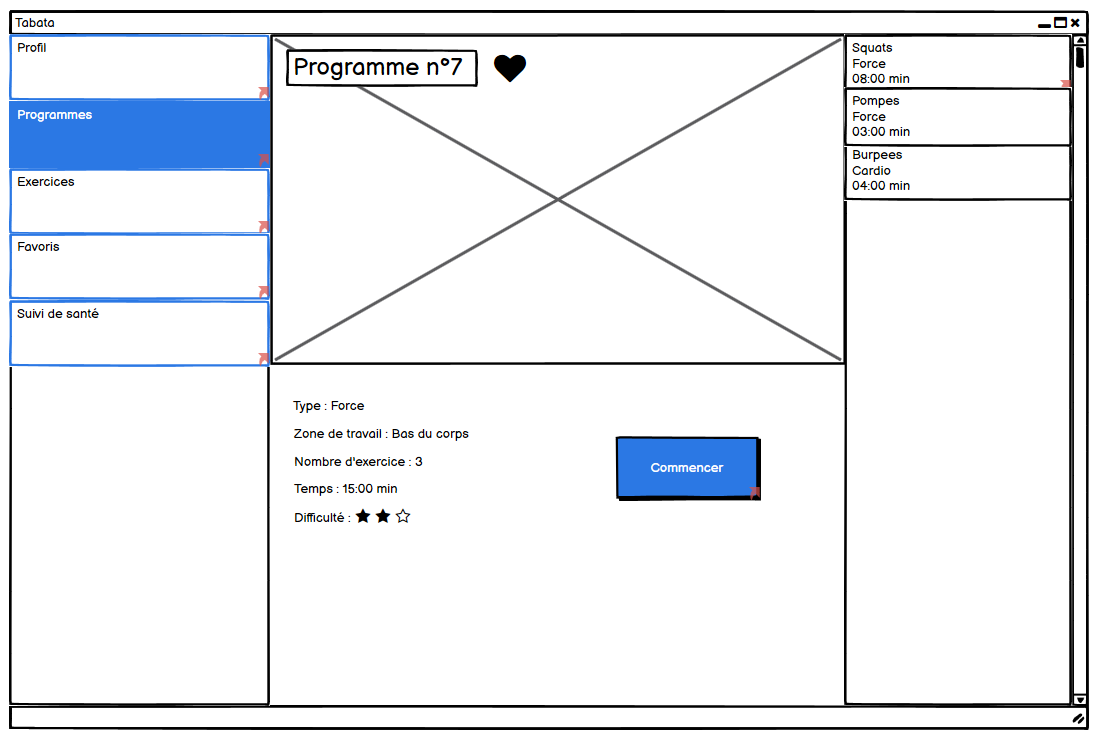 Tabata
Profil
Programmes
Exercices
Favoris
Suivi de santé
Programme n°7
Type : Force
Zone de travail : Bas du corps
Nombre d'exercice : 3
Temps : 15:00 min
Difficulté :
Commencer
Squats
Force
08:00 min
Pompes
Force
03:00 min
Burpees
Cardio
04:00 min